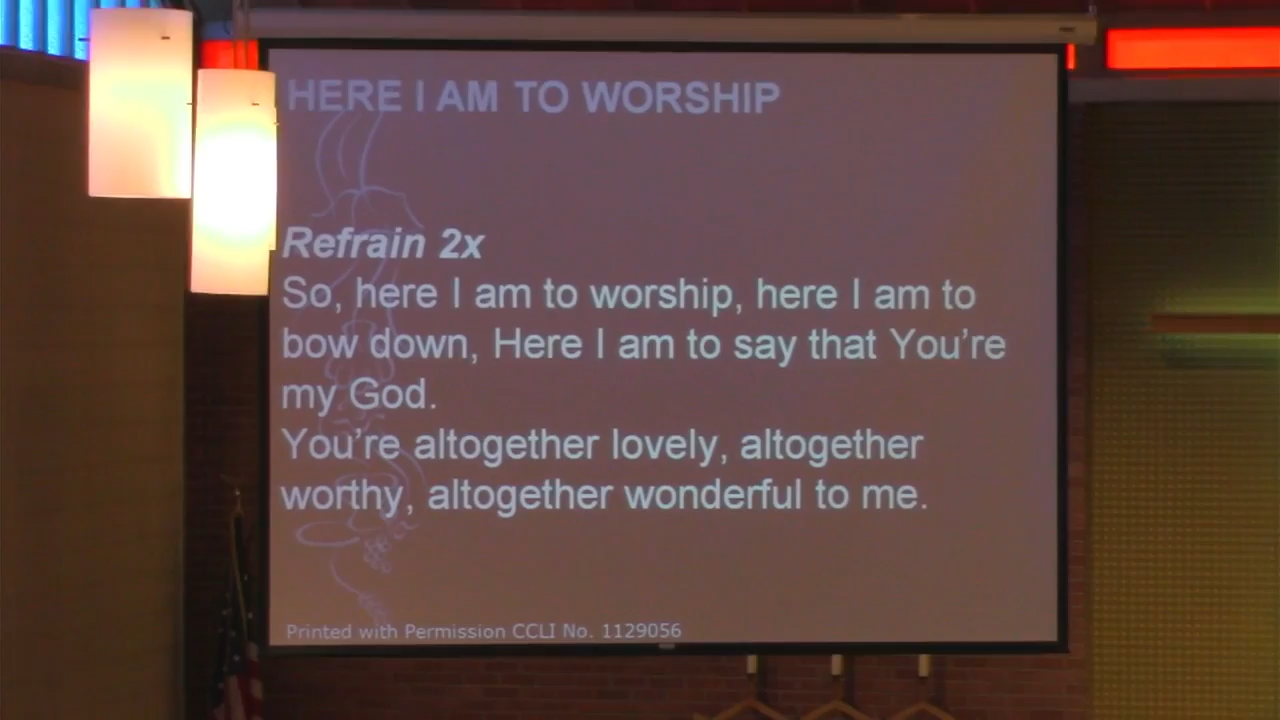 HERE I AM TO WORSHIP
Refrain 2x
So, here I am to worship, here I am to
bow down, Here I am to say that You're
my God.
You're altogether lovely, altogether
worthy, altogether wonderful to me.
Printed with Permission CCLI No. 1129056